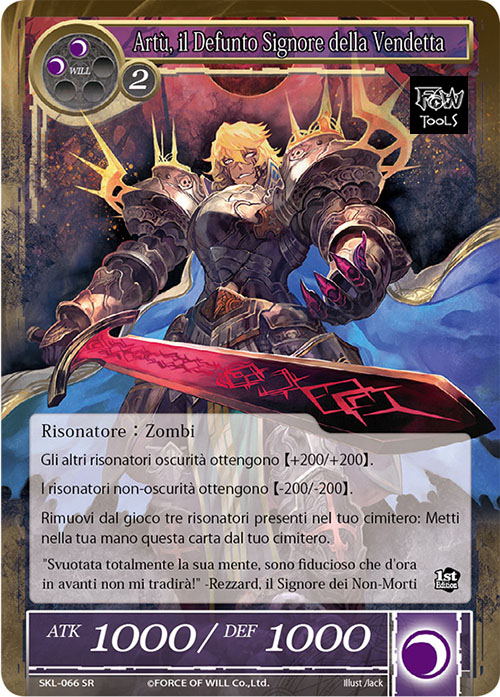 Artù, il Defunto Signore della Vendetta
WILL
2
FOW
TOOLS
Risonatore : Zombi
Gli altri risonatori oscurità ottengono 【+200/+200】.
I risonatori non-oscurità ottengono 【-200/-200】.
Rimuovi dal gioco tre risonatori presenti nel tuo cimitero: Metti
nella tua mano questa carta dal tuo cimitero.
"Svuotata totalmente la sua mente, sono fiducioso che d'ora
in avanti non mi tradirà!" -Rezzard, il Signore dei Non-Morti
1st
Edition
ATK 1000/ DEF 1000
SKL-066 SR ©FORCE OF WILL Co.,Ltd. Illust /Jack